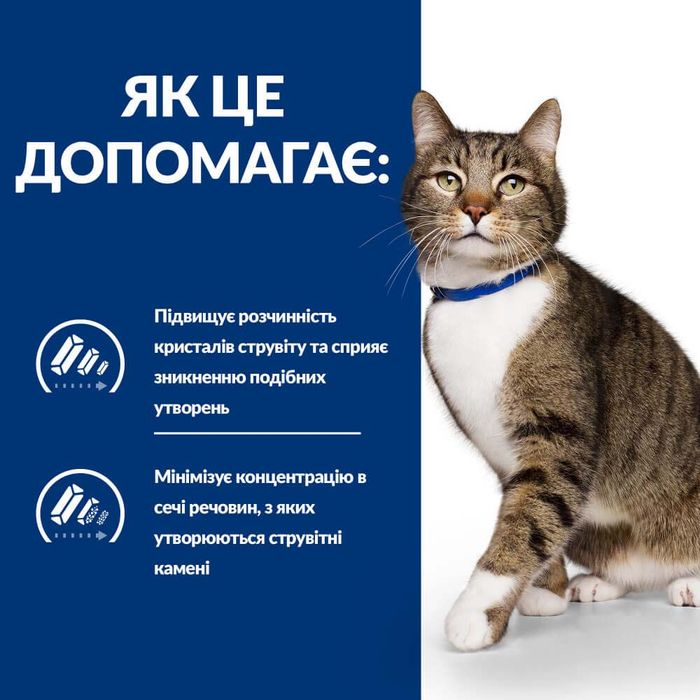 ЯК ЦЕ
ДОПОМАГАЄ:
Підвищує розчинність
кристалів струвіту та сприяє
зникненню подібних
утворень
Мінімізує концентрацію в
сечі речовин, з яких
утворюються струвітні
камені